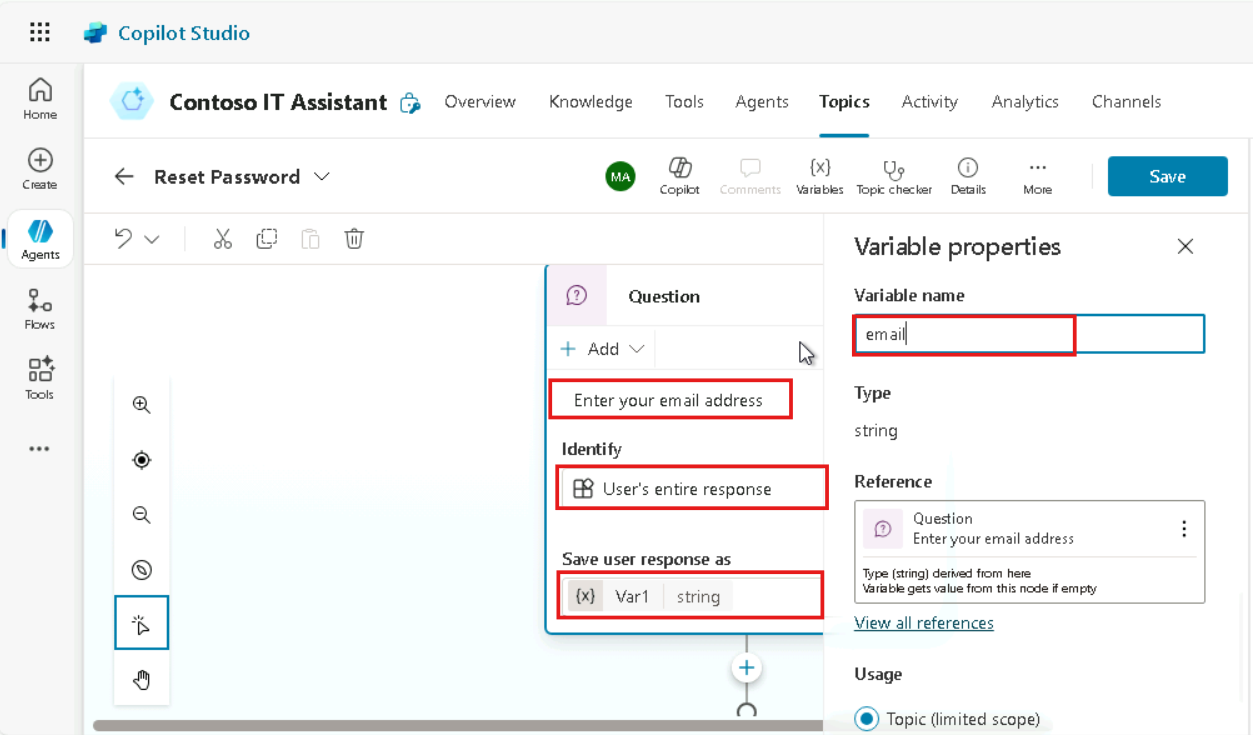 Copilot Studio
Home
Create
Agents
Flows
Tools
Contoso IT Assistant
Overview
Knowledge
Tools
Agents
Topics
Activity
Analytics
Channels
Reset Password
MA
Copilot
Comments
{x}
Variables
Topic checker
Details
More
Save
Question
Add
Enter your email address
Identify
User's entire response
Save user response as
{x} Var1 string
Variable properties
Variable name
email
Type
string
Reference
Question
Enter your email address
Type (string) derived from here
Variable gets value from this node if empty
View all references
Usage
Topic (limited scope)